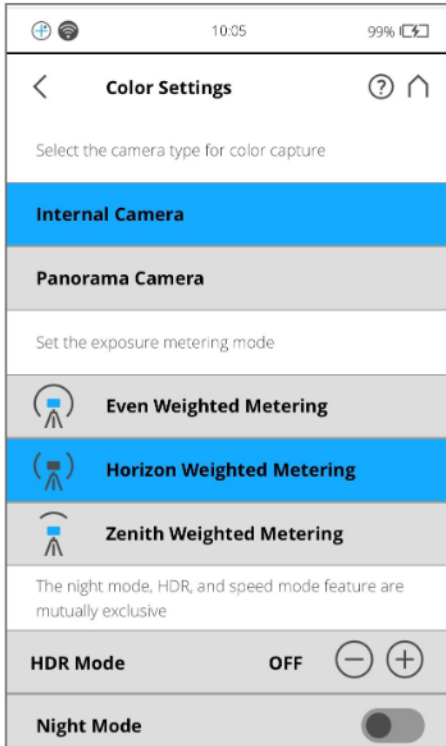 10:05 99%
Color Settings
Select the camera type for color capture
Internal Camera
Panorama Camera
Set the exposure metering mode
Even Weighted Metering
Horizon Weighted Metering
Zenith Weighted Metering
The night mode, HDR, and speed mode feature are
mutually exclusive
HDR Mode OFF
Night Mode